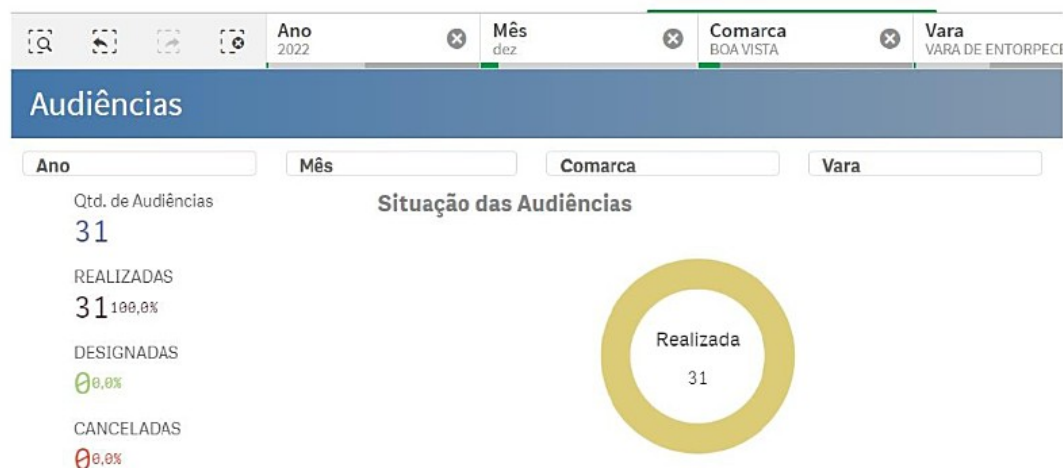 Ano
2022
Mês
dez
Comarca
BOA VISTA
Vara
VARA DE ENTORPECE
Audiências
Ano
Mês
Comarca
Vara
Qtd. de Audiências
31
Situação das Audiências
REALIZADAS
31 100,0%
Realizada
31
DESIGNADAS
0 0,0%
CANCELADAS
0 0,0%